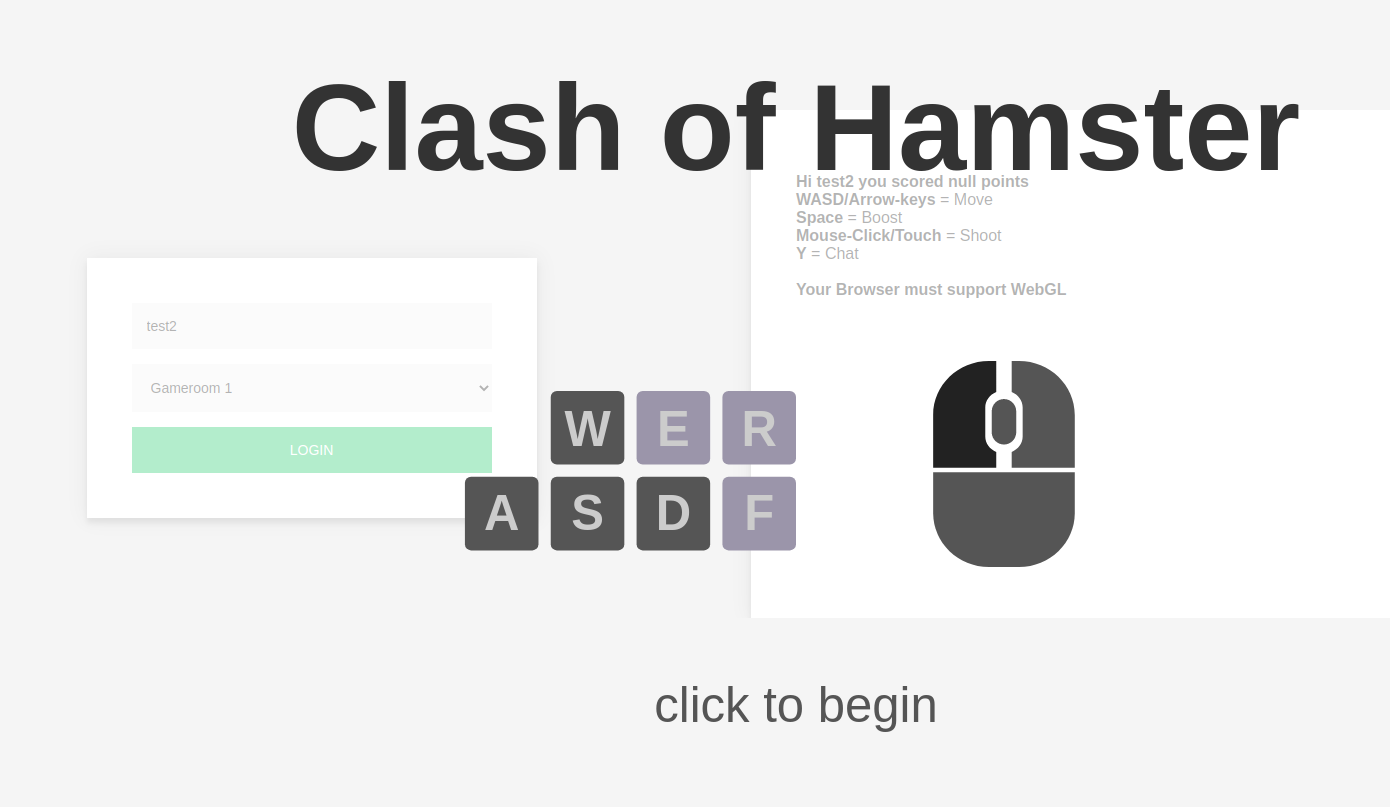 Clash of Hamster
Hi test2 you scored null points
WASD/Arrow-keys = Move
Space = Boost
Mouse-Click/Touch = Shoot
Y = Chat
Your Browser must support WebGL
test2
Gameroom 1
LOGIN
W E R
A S D F
click to begin